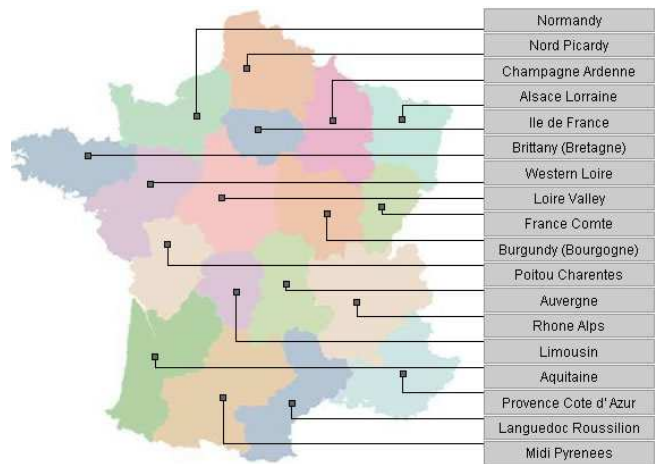 Normandy
Nord Picardy
Champagne Ardenne
Alsace Lorraine
Ile de France
Brittany (Bretagne)
Western Loire
Loire Valley
France Comte
Burgundy (Bourgogne)
Poitou Charentes
Auvergne
Rhone Alps
Limousin
Aquitaine
Provence Cote d'Azur
Languedoc Roussilion
Midi Pyrenees